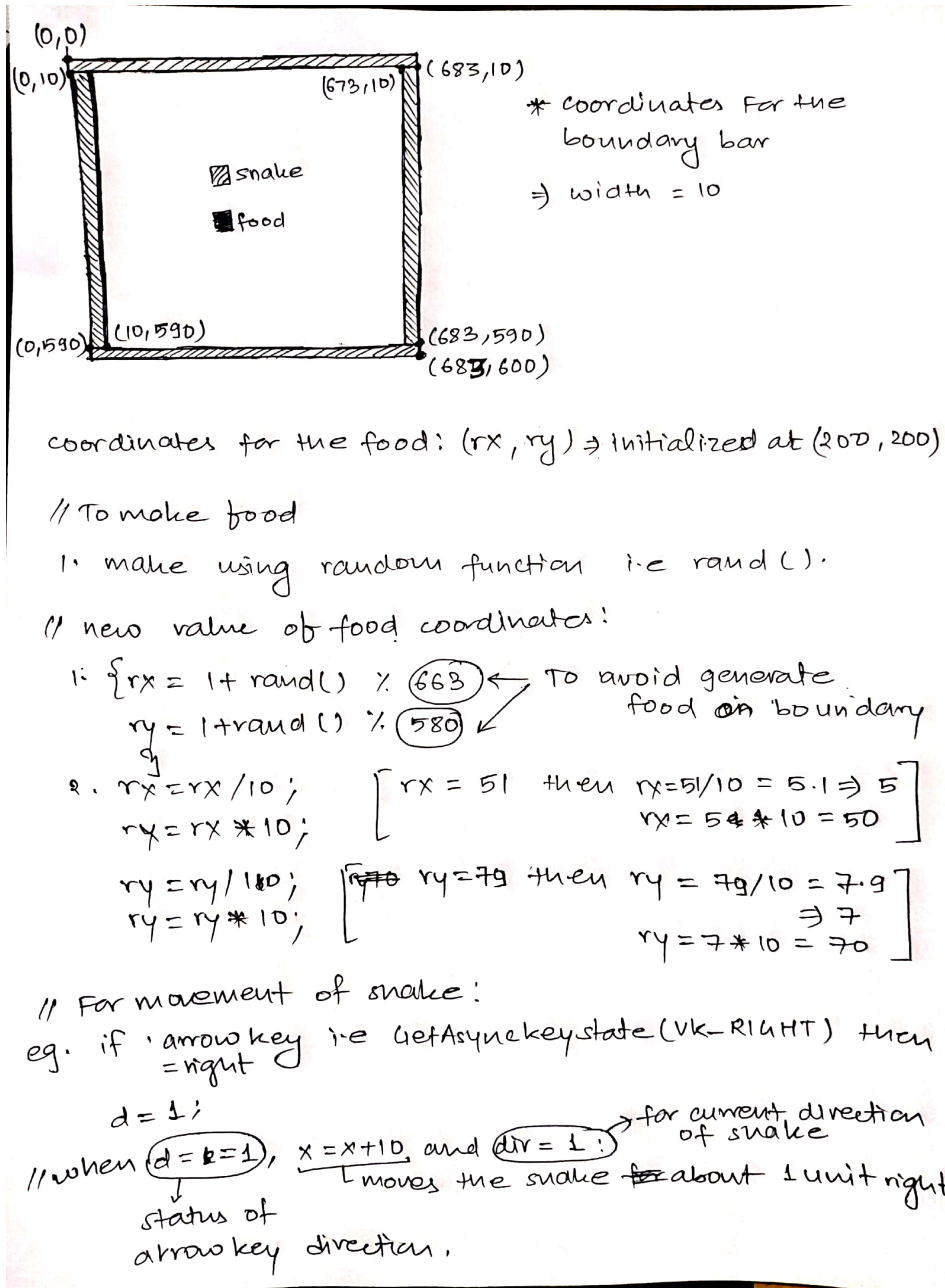 (0,0)
(0,10)
(673,10)
(683,10)
* coordinates For the
boundary bar
⇒ width = 10
snake
food
(10,590)
(0,590)
(683,590)
(683,600)
coordinates for the food: (rx, ry) → initialized at (200,200)
// To make food
1. make using random function i.e rand().
// new value of food coordinates:
1: {rx = 1+ rand() % 663 ← To avoid generate
food on boundary
ry = 1+rand() % 580
}
2. rx=rx/10; [rx = 51 then rx=51/10 = 5.1 ⇒ 5
rx=rx*10; rx= 5 * 10 = 50]
ry=ry/10; [ry=79 then ry = 79/10 = 7.9
⇒ 7
ry=ry*10; ry=7*10 = 70]
// For movement of snake:
eg. if arrow key i.e GetAsynckeystate(VK_RIGHT) then
=right
d=1;
→ for current direction
of snake
// when d==1, x=x+10, and dir=1:
moves the snake about 1 unit right
status of
arrow key direction.